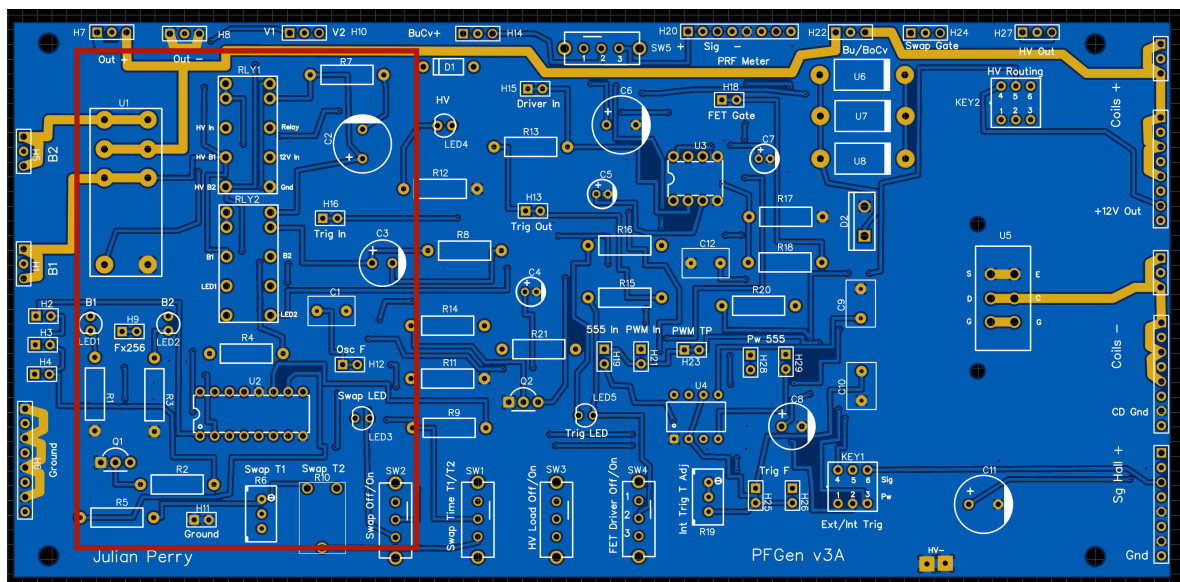 H7
H8
V1 V2 H10
BuCv+ H14
SW5
1 2 3
+
H20
Sig -
PRF Meter
H22
Bu/BoCv
H24
Swap Gate
H27
HV Out
Out +
Out -
RLY1
R7
D1
H15
Driver In
C6
H18
FET Gate
U6
HV Routing
KEY2
4 5 6
1 2 3
Coils +
U1
HV
LED4
HV In
Relay
C2
R13
U3
C7
U7
H5
B2
HV B1
12V In
HV B2
Gnd
R12
C5
U8
RLY2
H16
Trig In
H13
Trig Out
R17
D2
+12V Out
H1
B1
B1
B2
C3
R8
R16
C12
R18
U5
S E
D C
G G
LED1
LED2
C1
C4
R15
R20
C9
H2
B1
H9
B2
H3
LED1
Fx256
LED2
R14
555 In
PWM In
PWM TP
Pw 555
Coils -
H4
R4
Osc F
H12
R21
H19
H21
H23
H28
H29
R11
C10
U2
R1
R3
Swap LED
LED3
Q2
LED5
Trig LED
U4
C8
CD Gnd
R9
Q1
H6
Ground
R2
Swap T1
R6
Swap T2
R10
Swap Off/On
SW2
Swap Time T1/T2
SW1
HV Load Off/On
SW3
FET Driver Off/On
SW4
1
2
3
Int Trig T Adj
R19
Trig F
H25
H26
KEY1
4 5 6 Sig
1 2 3 Pw
Ext/Int Trig
C11
Sg Hall +
R5
H11
Ground
Julian Perry
PFGen v3A
HV-
Gnd